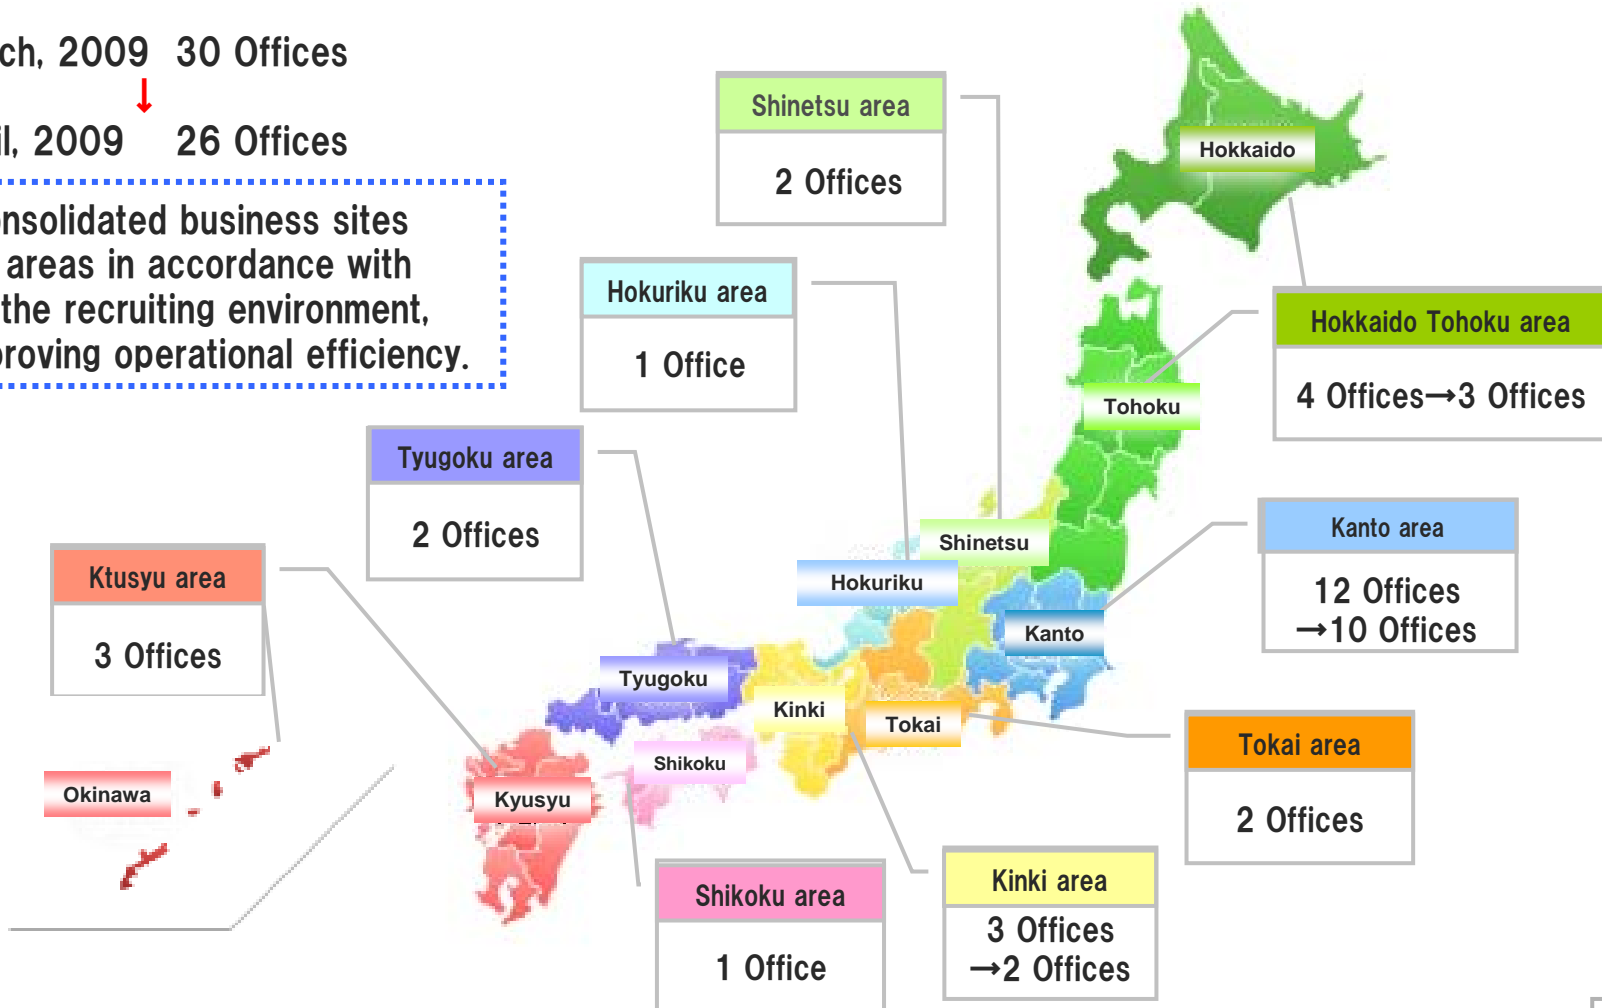 ch, 2009 30 Offices
↓
il, 2009 26 Offices
nsolidated business sites
areas in accordance with
the recruiting environment,
proving operational efficiency.
Shinetsu area
2 Offices
Hokkaido
Hokuriku area
1 Office
Hokkaido Tohoku area
4 Offices→3 Offices
Tohoku
Tyugoku area
2 Offices
Kanto area
12 Offices
→10 Offices
Shinetsu
Hokuriku
Ktusyu area
3 Offices
Kanto
Tyugoku
Kinki
Tokai
Shikoku
Kyusyu
Okinawa
Tokai area
2 Offices
Shikoku area
1 Office
Kinki area
3 Offices
→2 Offices